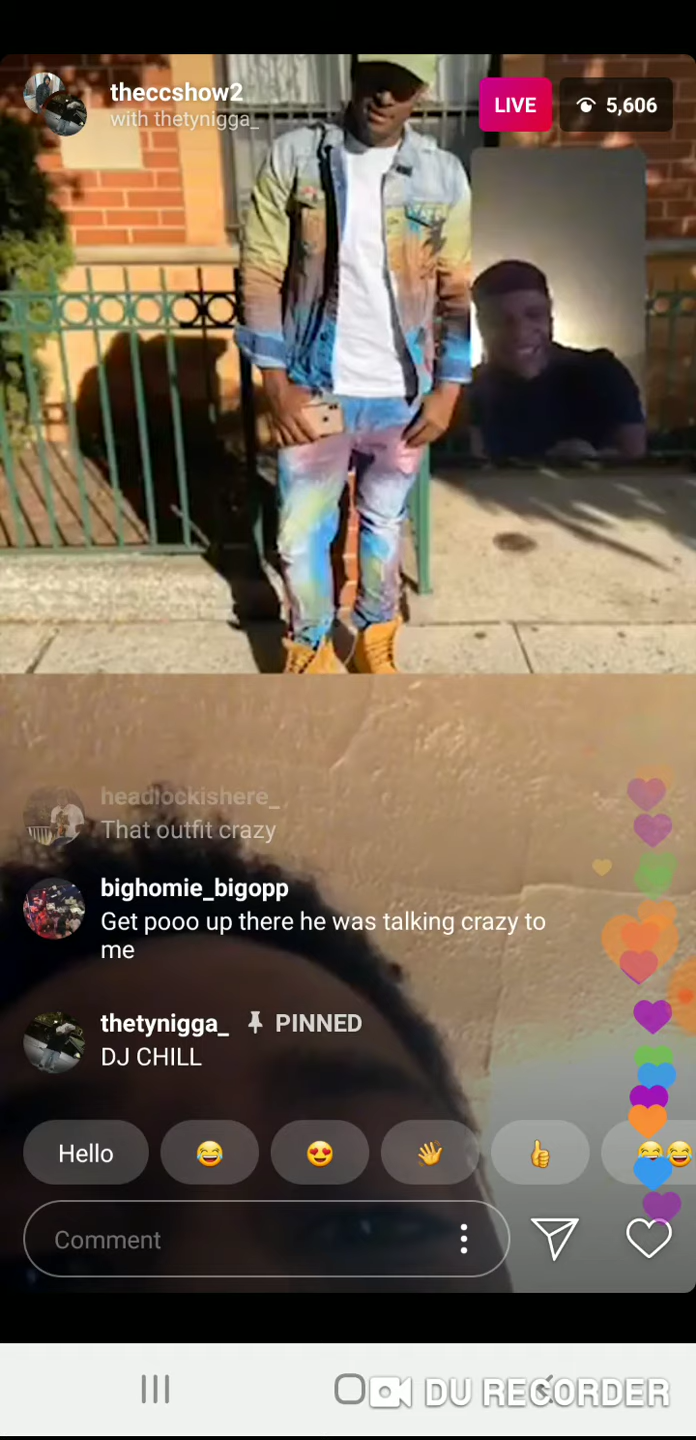 theccshow2
with thetynigga_
LIVE
5,606
headlockishere_
That outfit crazy
bighomie_bigopp
Get pooo up there he was talking crazy to
me
thetynigga_ PINNED
DJ CHILL
Hello
Comment
DU RECORDER